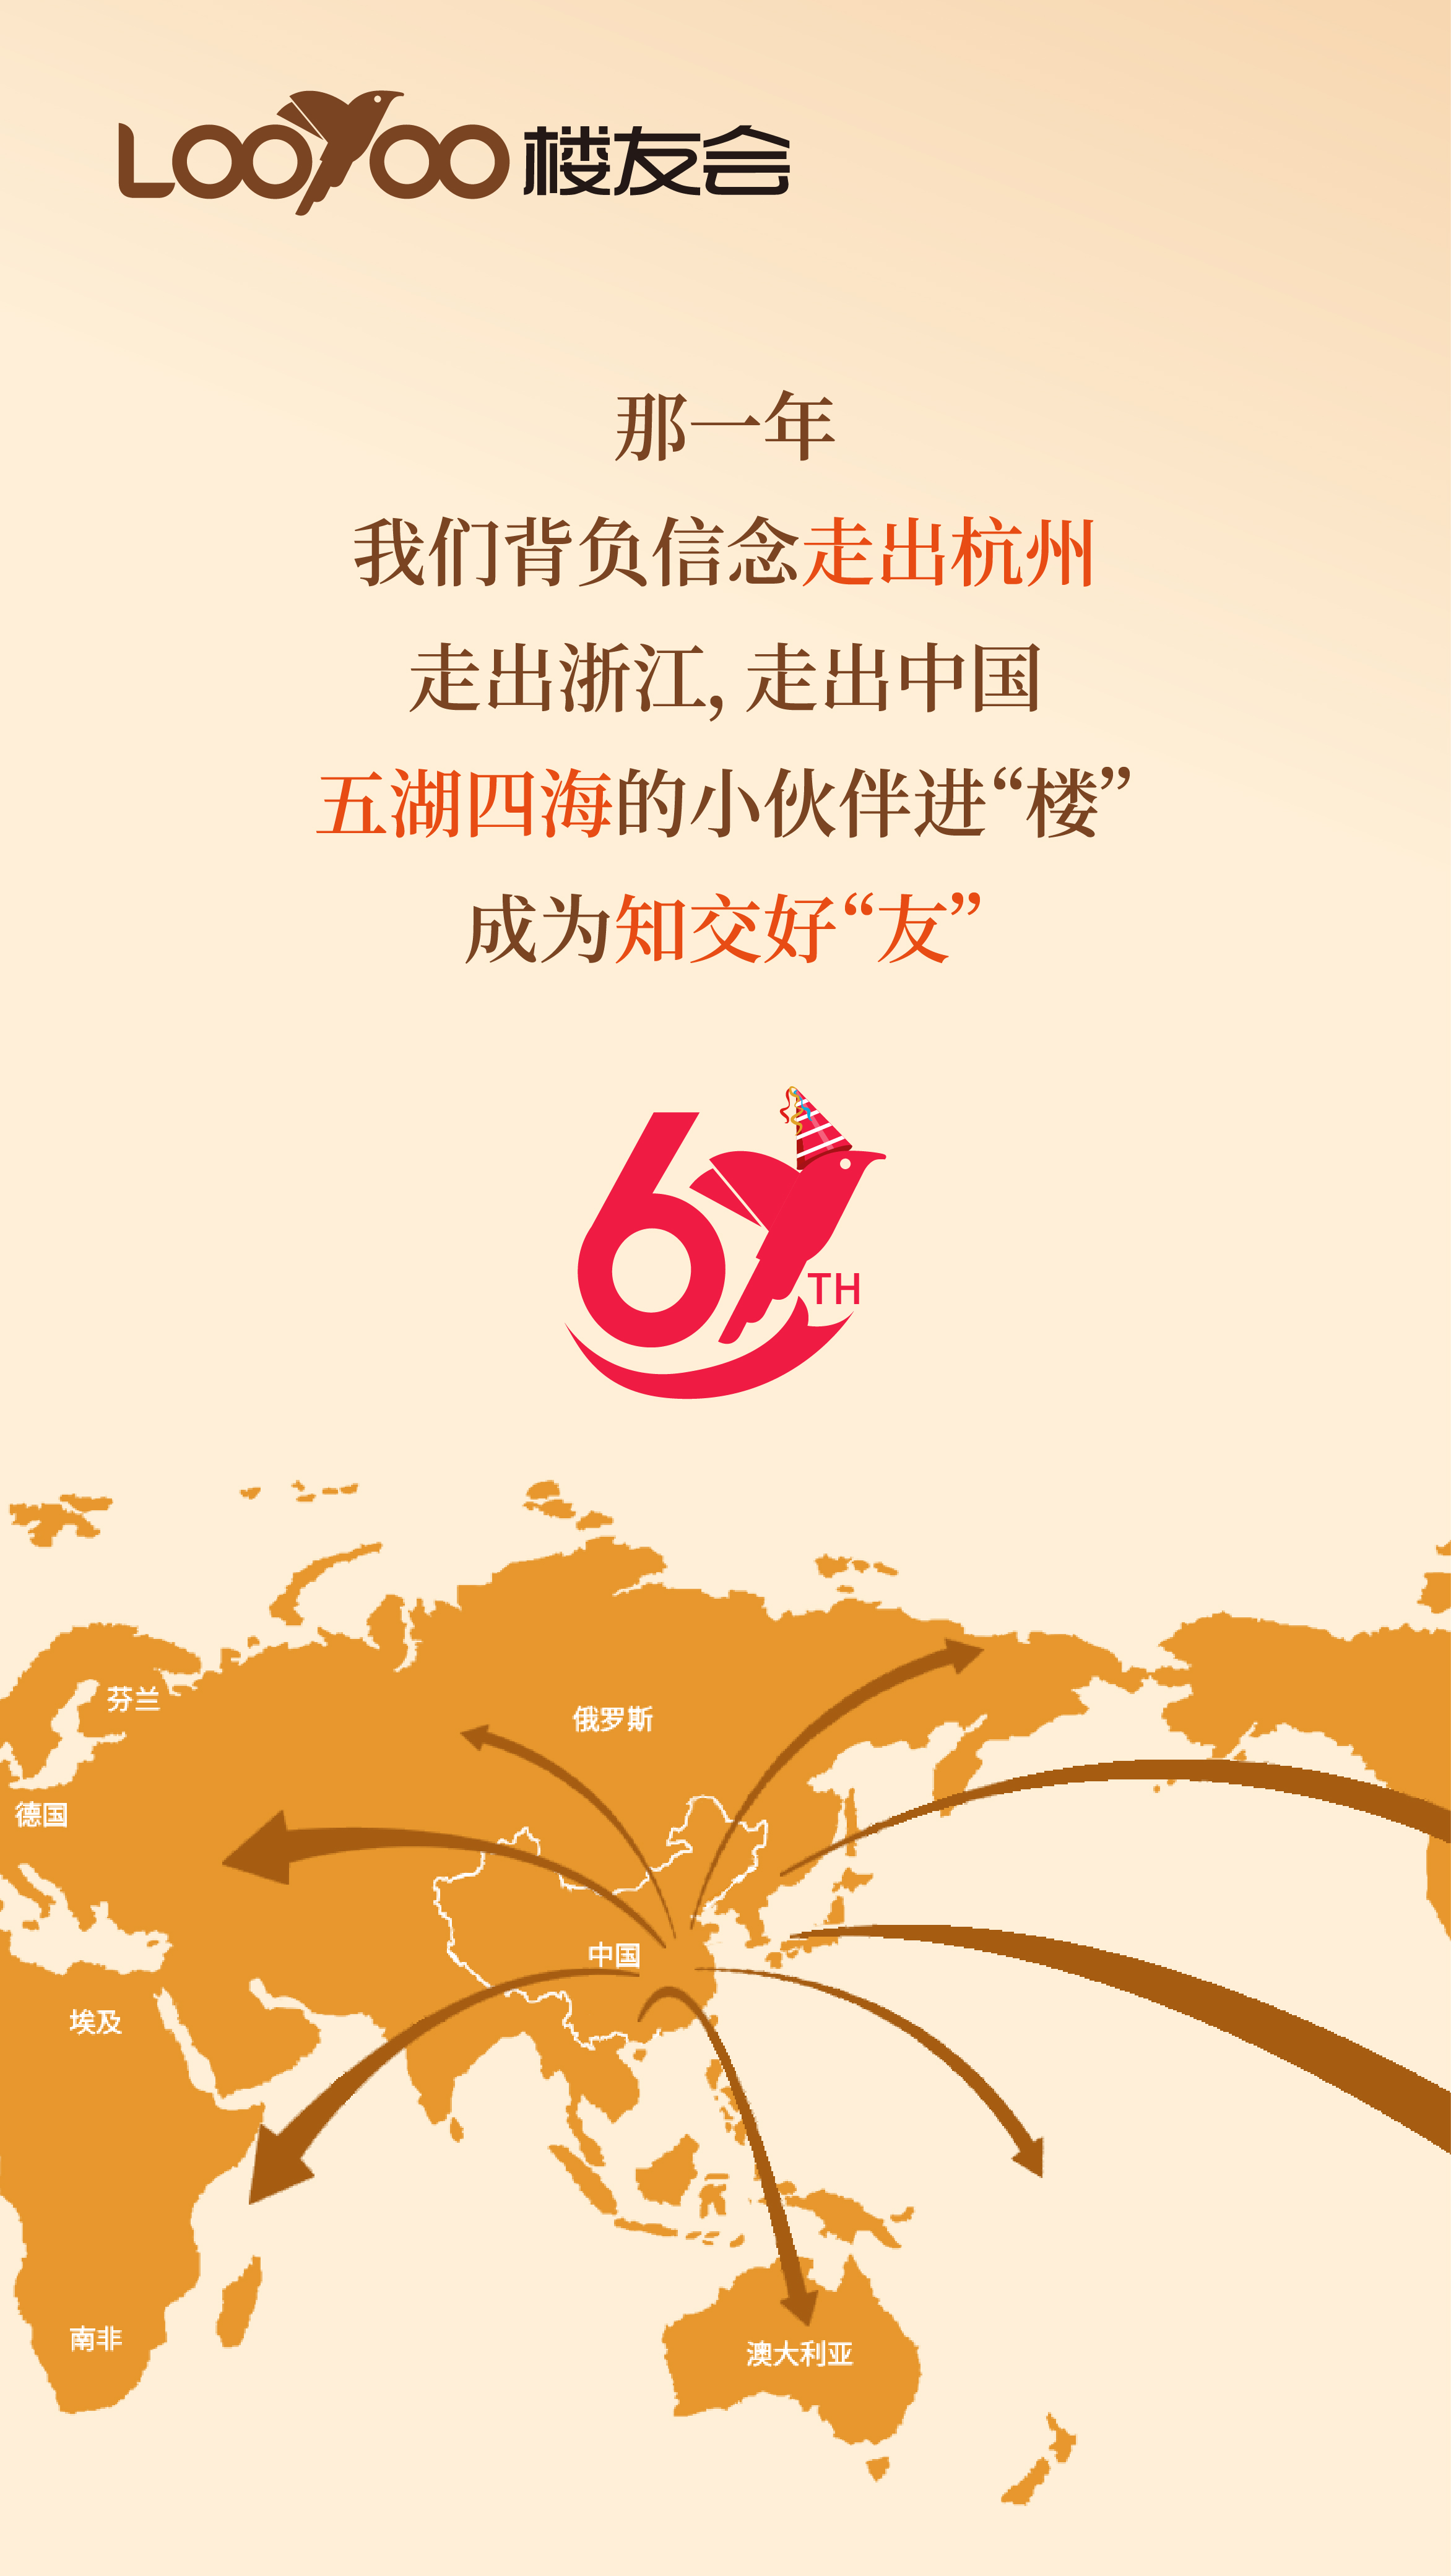 LOOYOO 楼友会
那一年
我们背负信念走出杭州
走出浙江, 走出中国
五湖四海的小伙伴进“楼”
成为知交好“友”
6TH
芬兰
俄罗斯
德国
中国
埃及
南非
澳大利亚